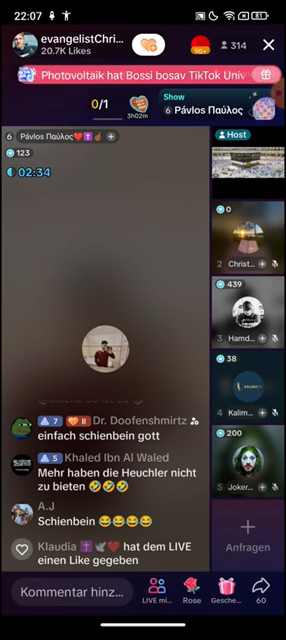 22:07
81
evangelistChri...
20.7K Likes
90+
314
Photovoltaik hat Bossi bosav TikTok Univ
0/1
3h02m
Show
6 Pávlos Παύλος
6 Pávlos Παύλος❤️✝️☝️
Host
123
02:34
0
2 Christ...
439
3 Hamd...
38
4 Kalim...
200
5 Joker...
7 II Dr. Doofenshmirtz
einfach schienbein gott
5 Khaled Ibn Al Waled
Mehr haben die Heuchler nicht
zu bieten 🤣🤣🤣
A.J
Schienbein 😂😂😂😂
Klaudia ✝️🕊️❤️ hat dem LIVE
einen Like gegeben
Anfragen
Kommentar hinz...
LIVE mi...
Rose
Gesche...
60